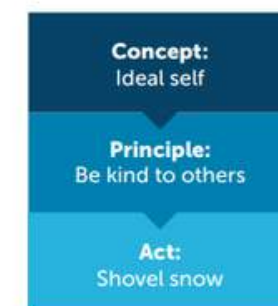 Concept:
Ideal self
Principle:
Be kind to others
Act:
Shovel snow